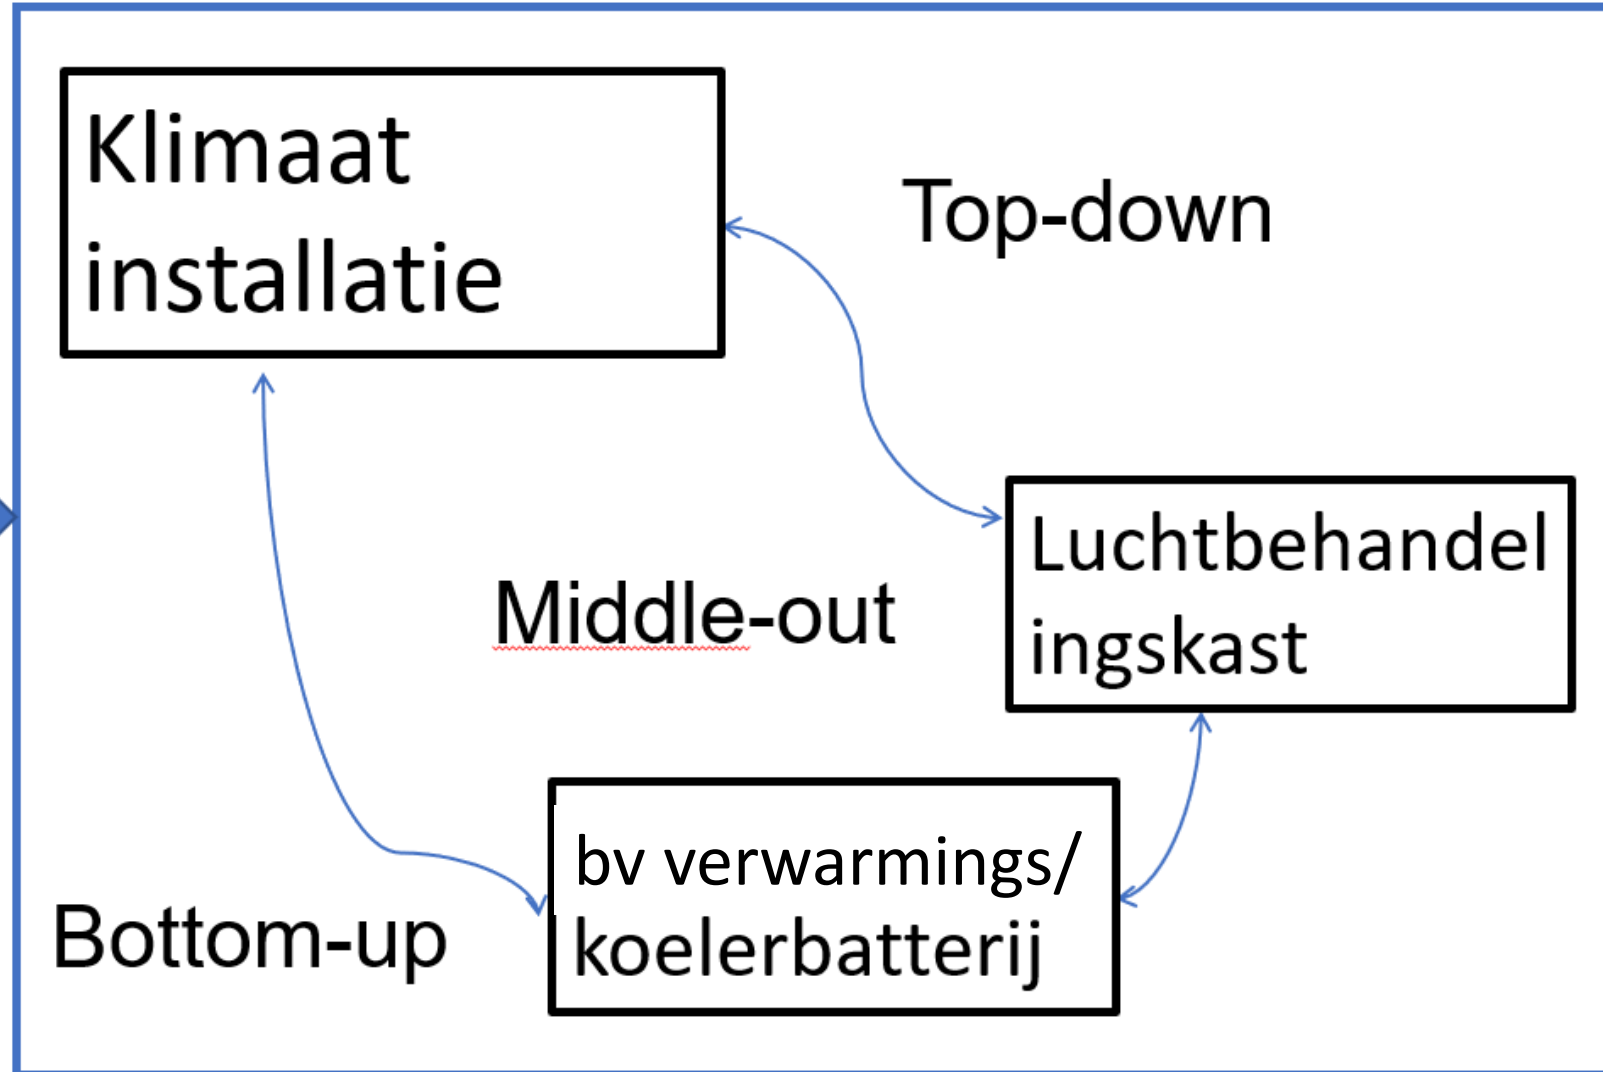 Klimaat
installatie
Top-down
Luchtbehandel
ingskast
Middle-out
bv verwarmings/
koelerbatterij
Bottom-up